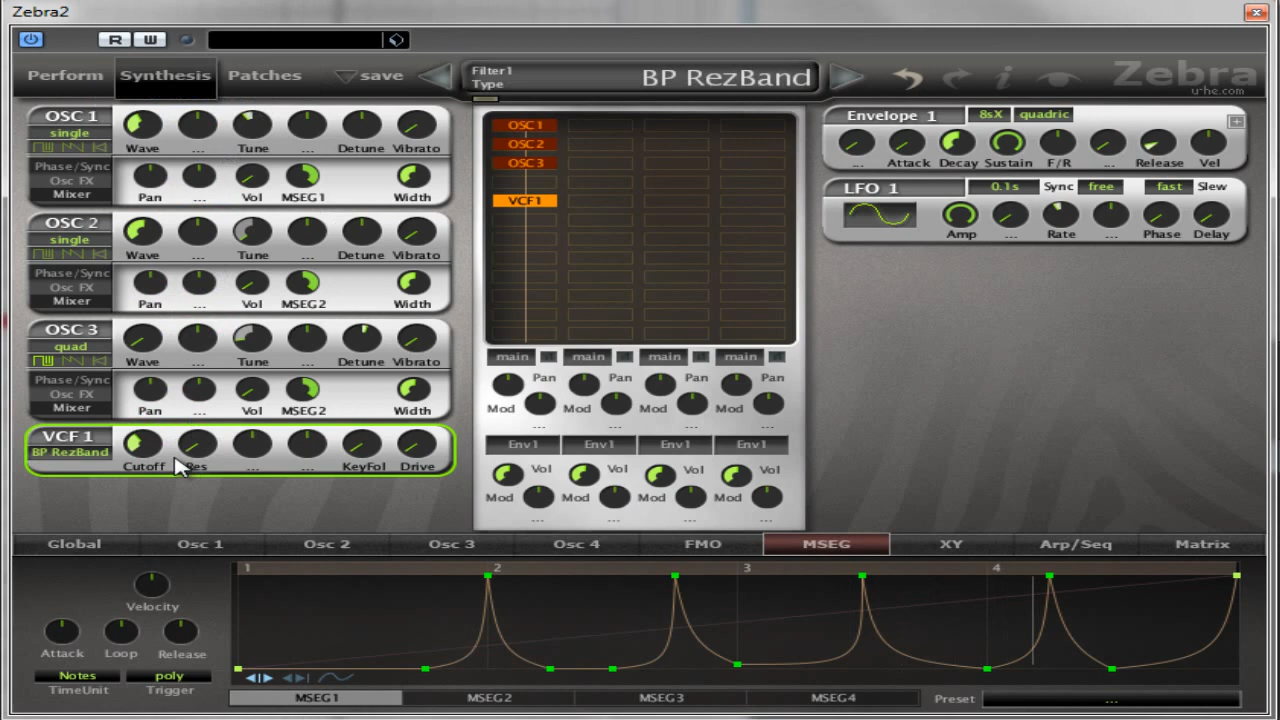 Zebra2
R W
Perform Synthesis Patches save
Filter1
Type
BP RezBand
Zebra
u-he.com
OSC 1
single
Wave ... Tune ... Detune Vibrato
Phase/Sync
Osc FX
Mixer
Pan ... Vol MSEG1 Width
OSC 2
single
Wave ... Tune ... Detune Vibrato
Phase/Sync
Osc FX
Mixer
Pan ... Vol MSEG2 Width
OSC 3
quad
Wave ... Tune ... Detune Vibrato
Phase/Sync
Osc FX
Mixer
Pan ... Vol MSEG2 Width
VCF 1
BP RezBand
Cutoff Res ... ... KeyFol Drive
OSC 1
OSC 2
OSC 3
VCF1
main main main main
Pan Pan Pan Pan
Mod Mod Mod Mod
... ... ... ...
Env1 Env1 Env1 Env1
Vol Vol Vol Vol
Mod Mod Mod Mod
... ... ... ...
Envelope 1 8sX quadric
... Attack Decay Sustain F/R ... Release Vel
LFO 1 0.1s Sync free fast Slew
Amp ... Rate ... Phase Delay
Global Osc 1 Osc 2 Osc 3 Osc 4 FMO MSEG XY Arp/Seq Matrix
1 2 3 4
Velocity
Attack Loop Release
Notes poly
TimeUnit Trigger
MSEG1 MSEG2 MSEG3 MSEG4 Preset ...